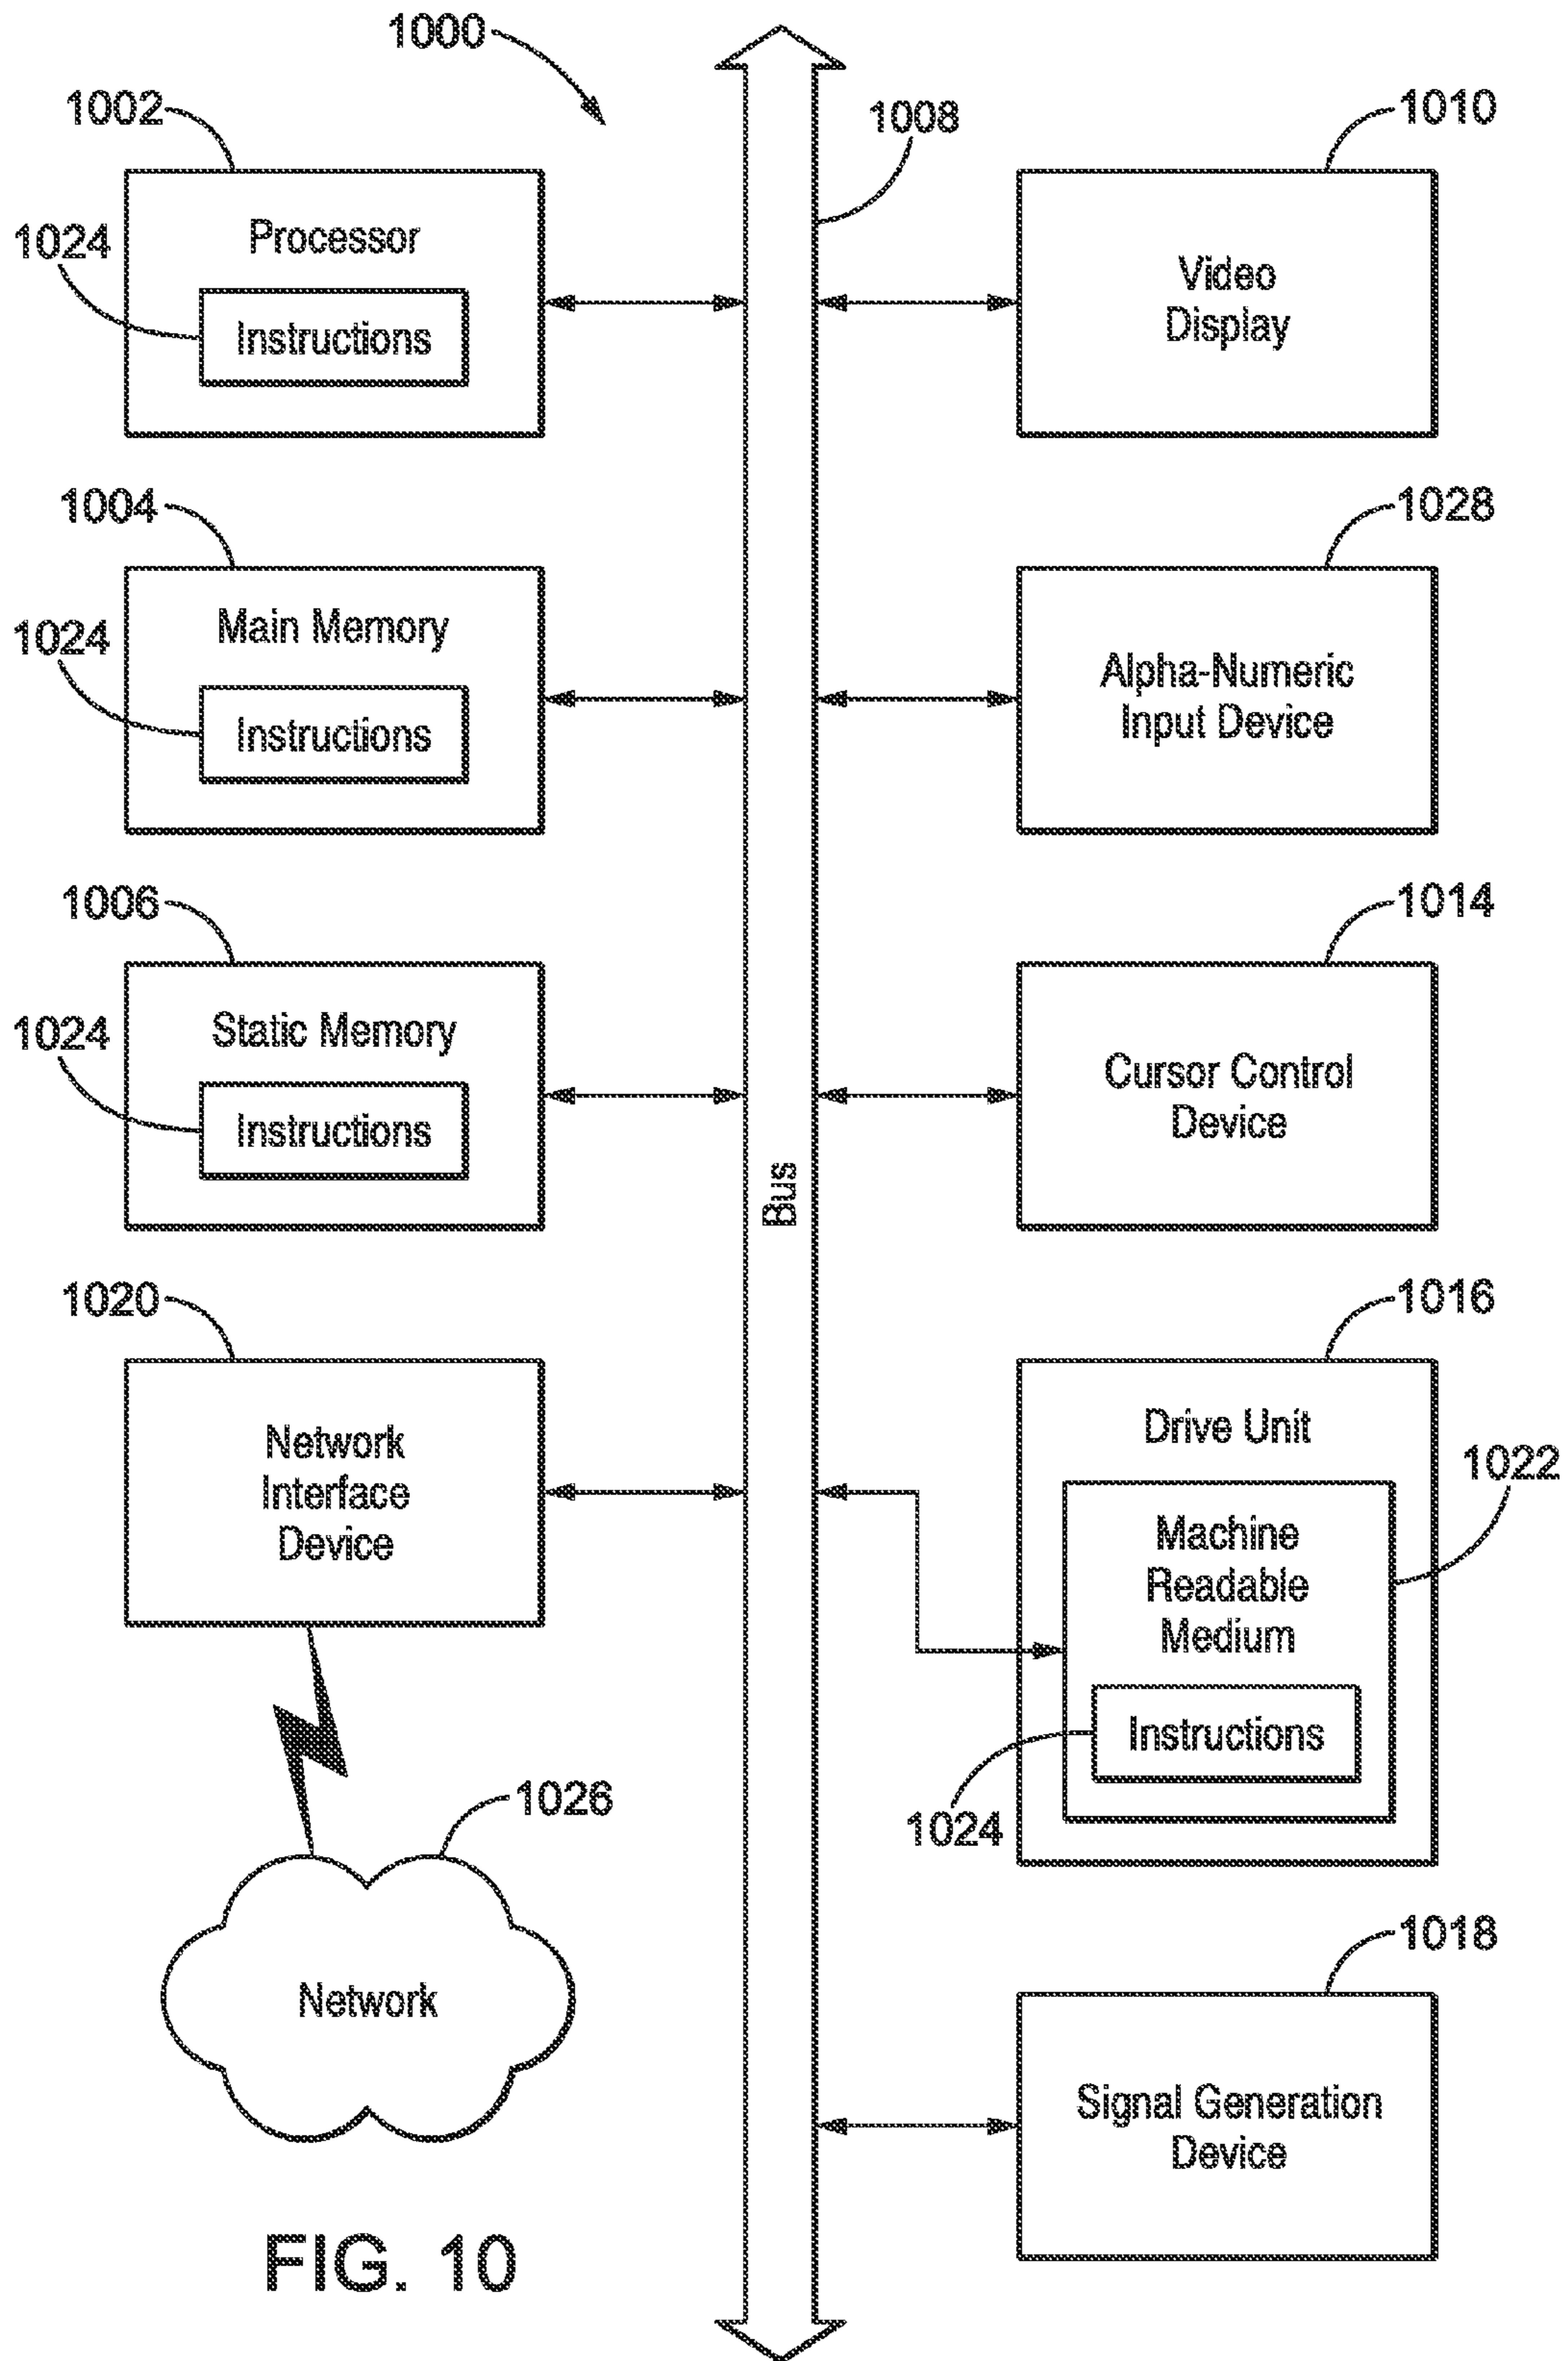 1000
1002
1008
1010
1024
Processor
Instructions
Video
Display
1004
1028
1024
Main Memory
Instructions
Alpha-Numeric
Input Device
1006
1014
1024
Static Memory
Instructions
Cursor Control
Device
Bus
1020
1016
Network
Interface
Device
Drive Unit
1022
Machine
Readable
Medium
Instructions
1024
1026
Network
1018
Signal Generation
Device
FIG. 10